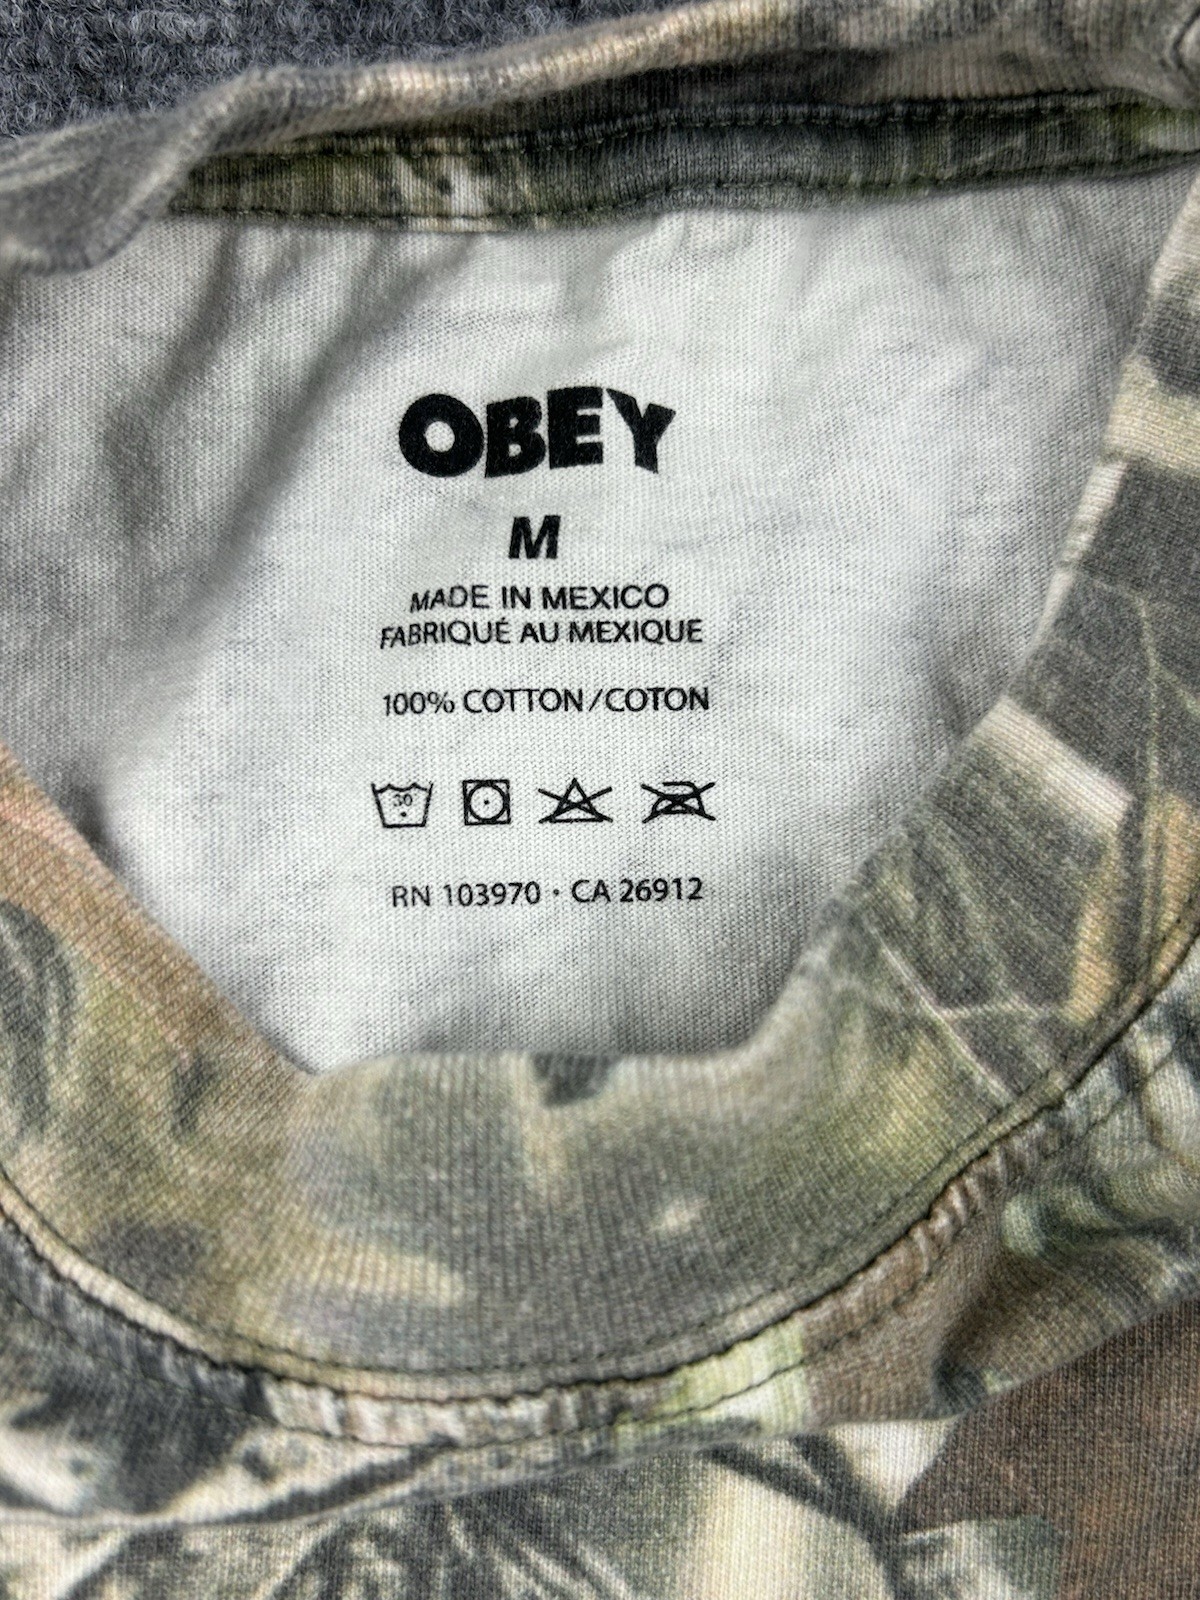 OBEY
M
MADE IN MEXICO
FABRIQUÉ AU MEXIQUE
100% COTTON/COTON
30
RN 103970 · CA 26912